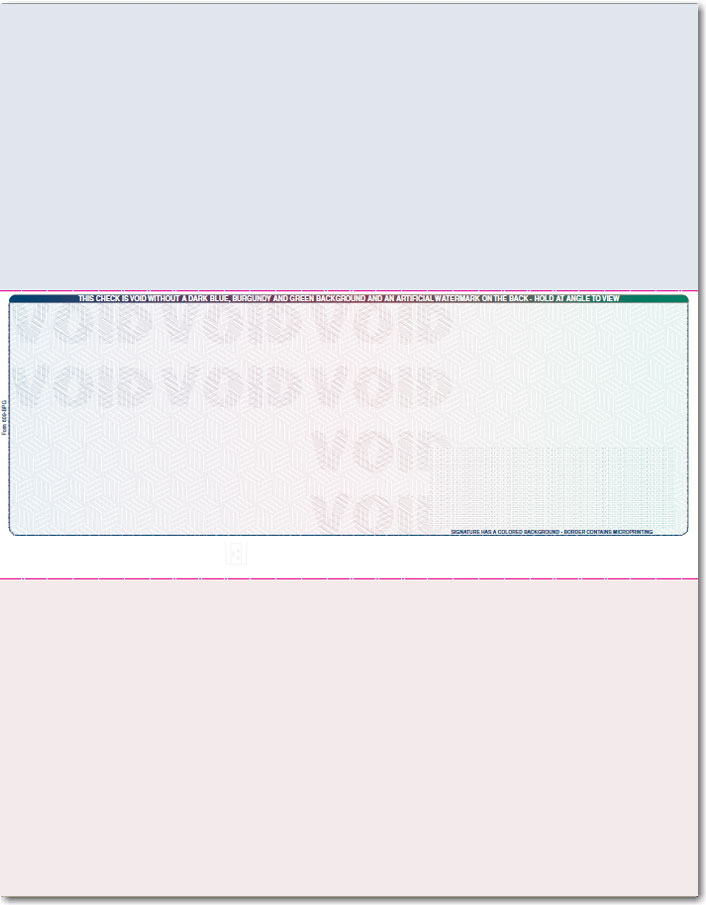 THIS CHECK IS VOID WITHOUT A DARK BLUE, BURGUNDY AND GREEN BACKGROUND AND AN ARTIFICIAL WATERMARK ON THE BACK - HOLD AT ANGLE TO VIEW
VOID VOID VOID
VOID VOID VOID
Form 609-8PG
VOID
VOID
SIGNATURE HAS A COLORED BACKGROUND - BORDER CONTAINS MICROPRINTING